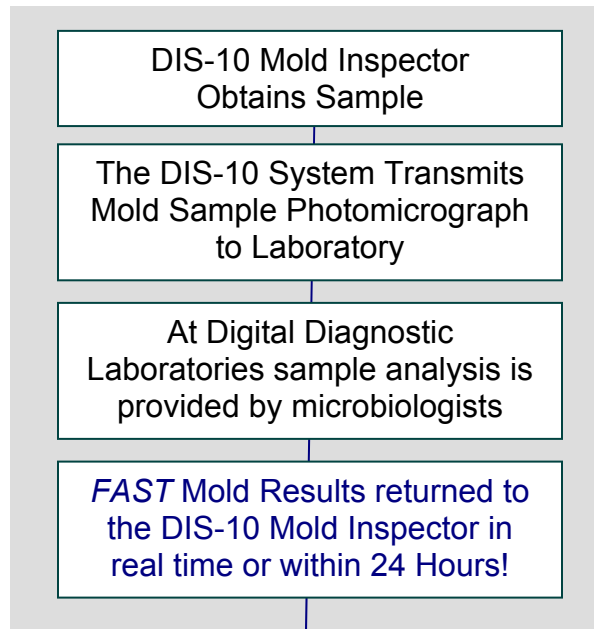 DIS-10 Mold Inspector
Obtains Sample
The DIS-10 System Transmits
Mold Sample Photomicrograph
to Laboratory
At Digital Diagnostic
Laboratories sample analysis is
provided by microbiologists
FAST Mold Results returned to
the DIS-10 Mold Inspector in
real time or within 24 Hours!